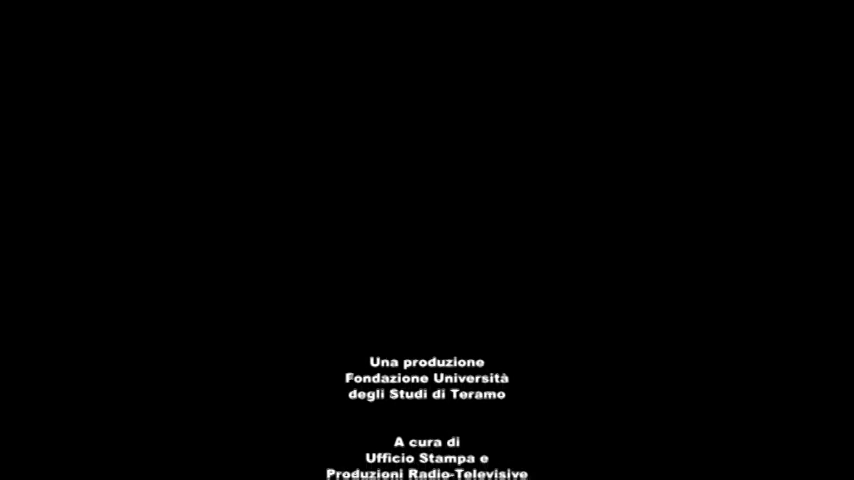 Una produzione
Fondazione Università
degli Studi di Teramo
A cura di
Ufficio Stampa e
Produzioni Radio-Televisive